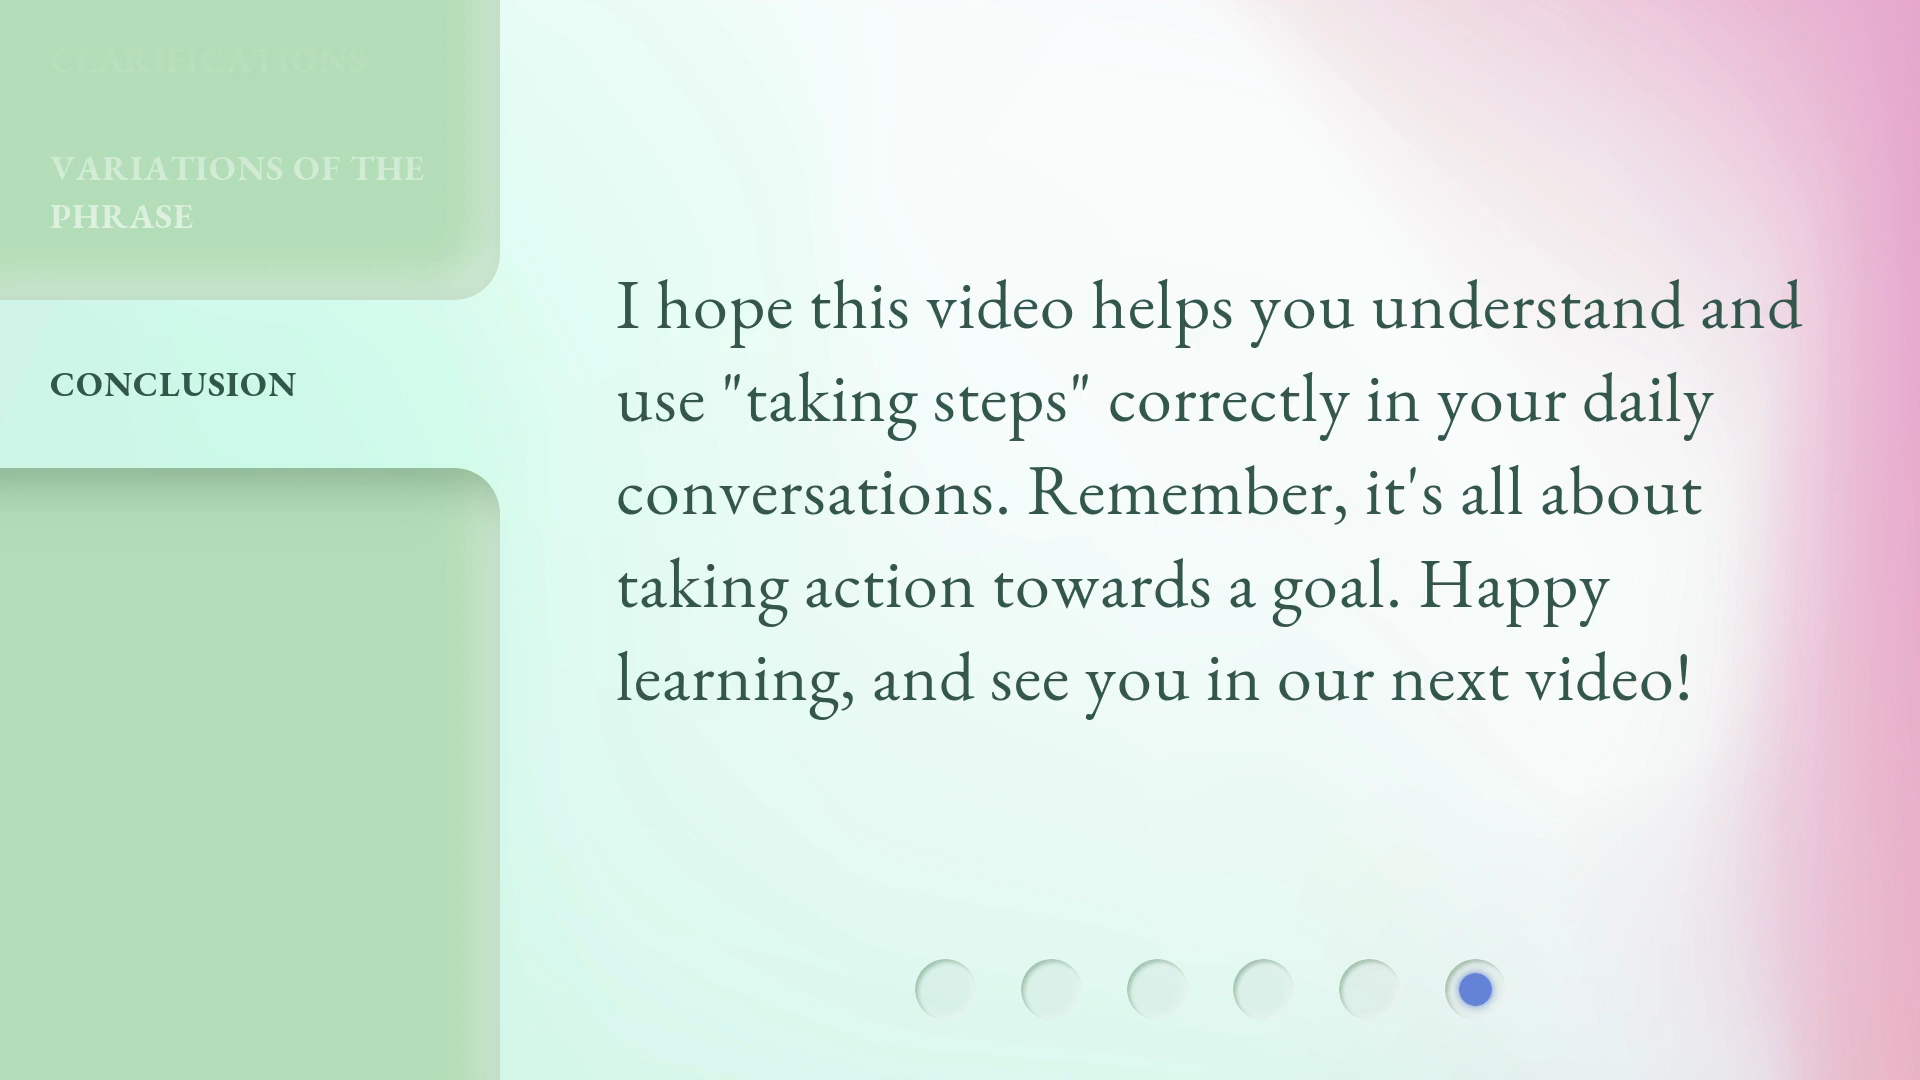 CLARIFICATIONS
VARIATIONS OF THE
PHRASE
CONCLUSION
I hope this video helps you understand and
use "taking steps" correctly in your daily
conversations. Remember, it's all about
taking action towards a goal. Happy
learning, and see you in our next video!